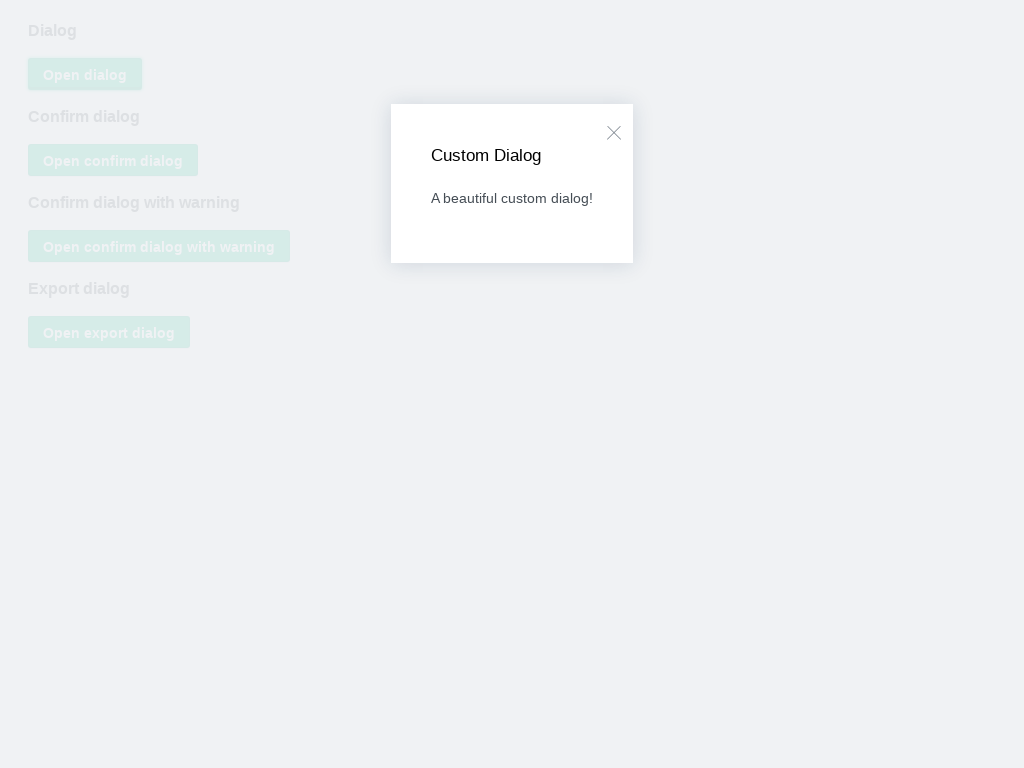 Dialog
Open dialog
Confirm dialog
Open confirm dialog
Confirm dialog with warning
Open confirm dialog with warning
Export dialog
Open export dialog
Custom Dialog
A beautiful custom dialog!